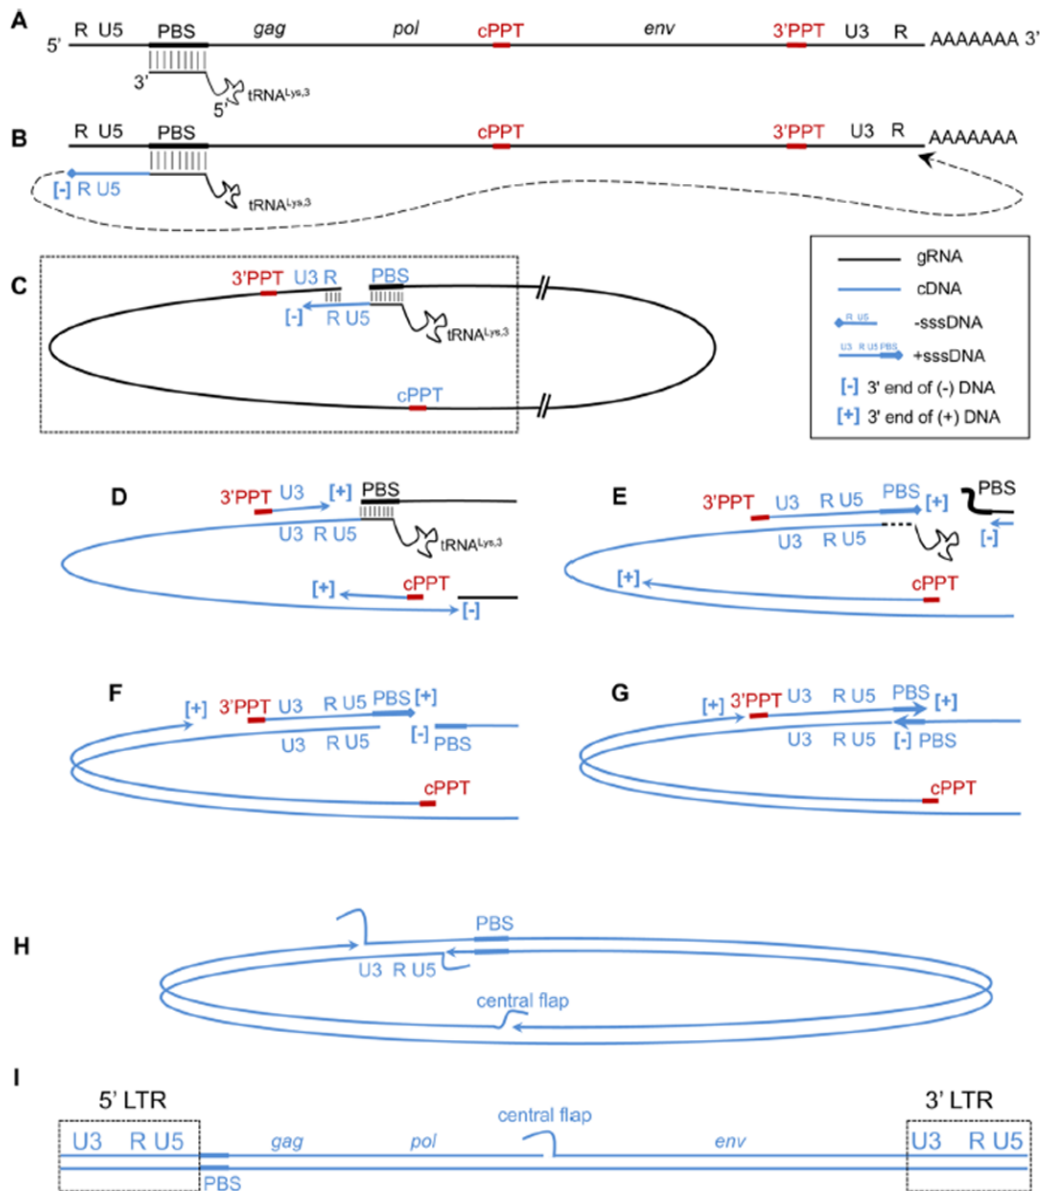 A
R U5 PBS gag pol cPPT env 3'PPT U3 R
5' AAAAAAA 3'
3'
5' tRNALys,3
B
R U5 PBS cPPT 3'PPT U3 R AAAAAAA
[-] R U5
tRNALys,3
C
3'PPT U3 R PBS
[-] R U5 tRNALys,3
cPPT
gRNA
cDNA
R U5 -sssDNA
U3 R U5 PBS +sssDNA
[-] 3' end of (-) DNA
[+] 3' end of (+) DNA
D
3'PPT U3 [+] PBS
U3 R U5 tRNALys,3
[+] cPPT
[-]
E
3'PPT U3 R U5 PBS [+] PBS
U3 R U5 [-]
[+] cPPT
F
[+] 3'PPT U3 R U5 PBS [+]
U3 R U5 [-] PBS
cPPT
G
[+] 3'PPT U3 R U5 PBS [+]
U3 R U5 [-] PBS
cPPT
H
PBS
U3 R U5
central flap
I
5' LTR 3' LTR
central flap
U3 R U5 gag pol env U3 R U5
PBS